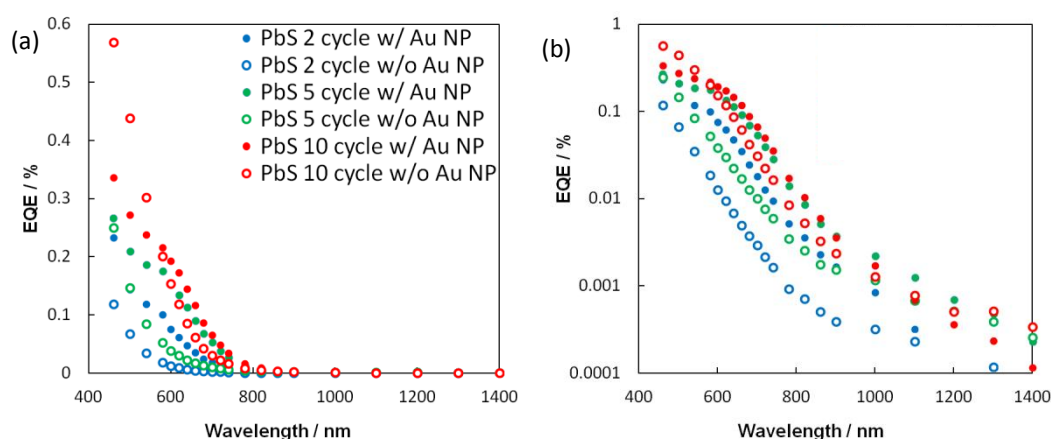 (a)
0.6
0.5
0.4
0.3
0.2
0.1
0
EQE / %
PbS 2 cycle w/ Au NP
PbS 2 cycle w/o Au NP
PbS 5 cycle w/ Au NP
PbS 5 cycle w/o Au NP
PbS 10 cycle w/ Au NP
PbS 10 cycle w/o Au NP
400 600 800 1000 1200 1400
Wavelength / nm
(b)
1
0.1
0.01
0.001
0.0001
EQE / %
400 600 800 1000 1200 1400
Wavelength / nm